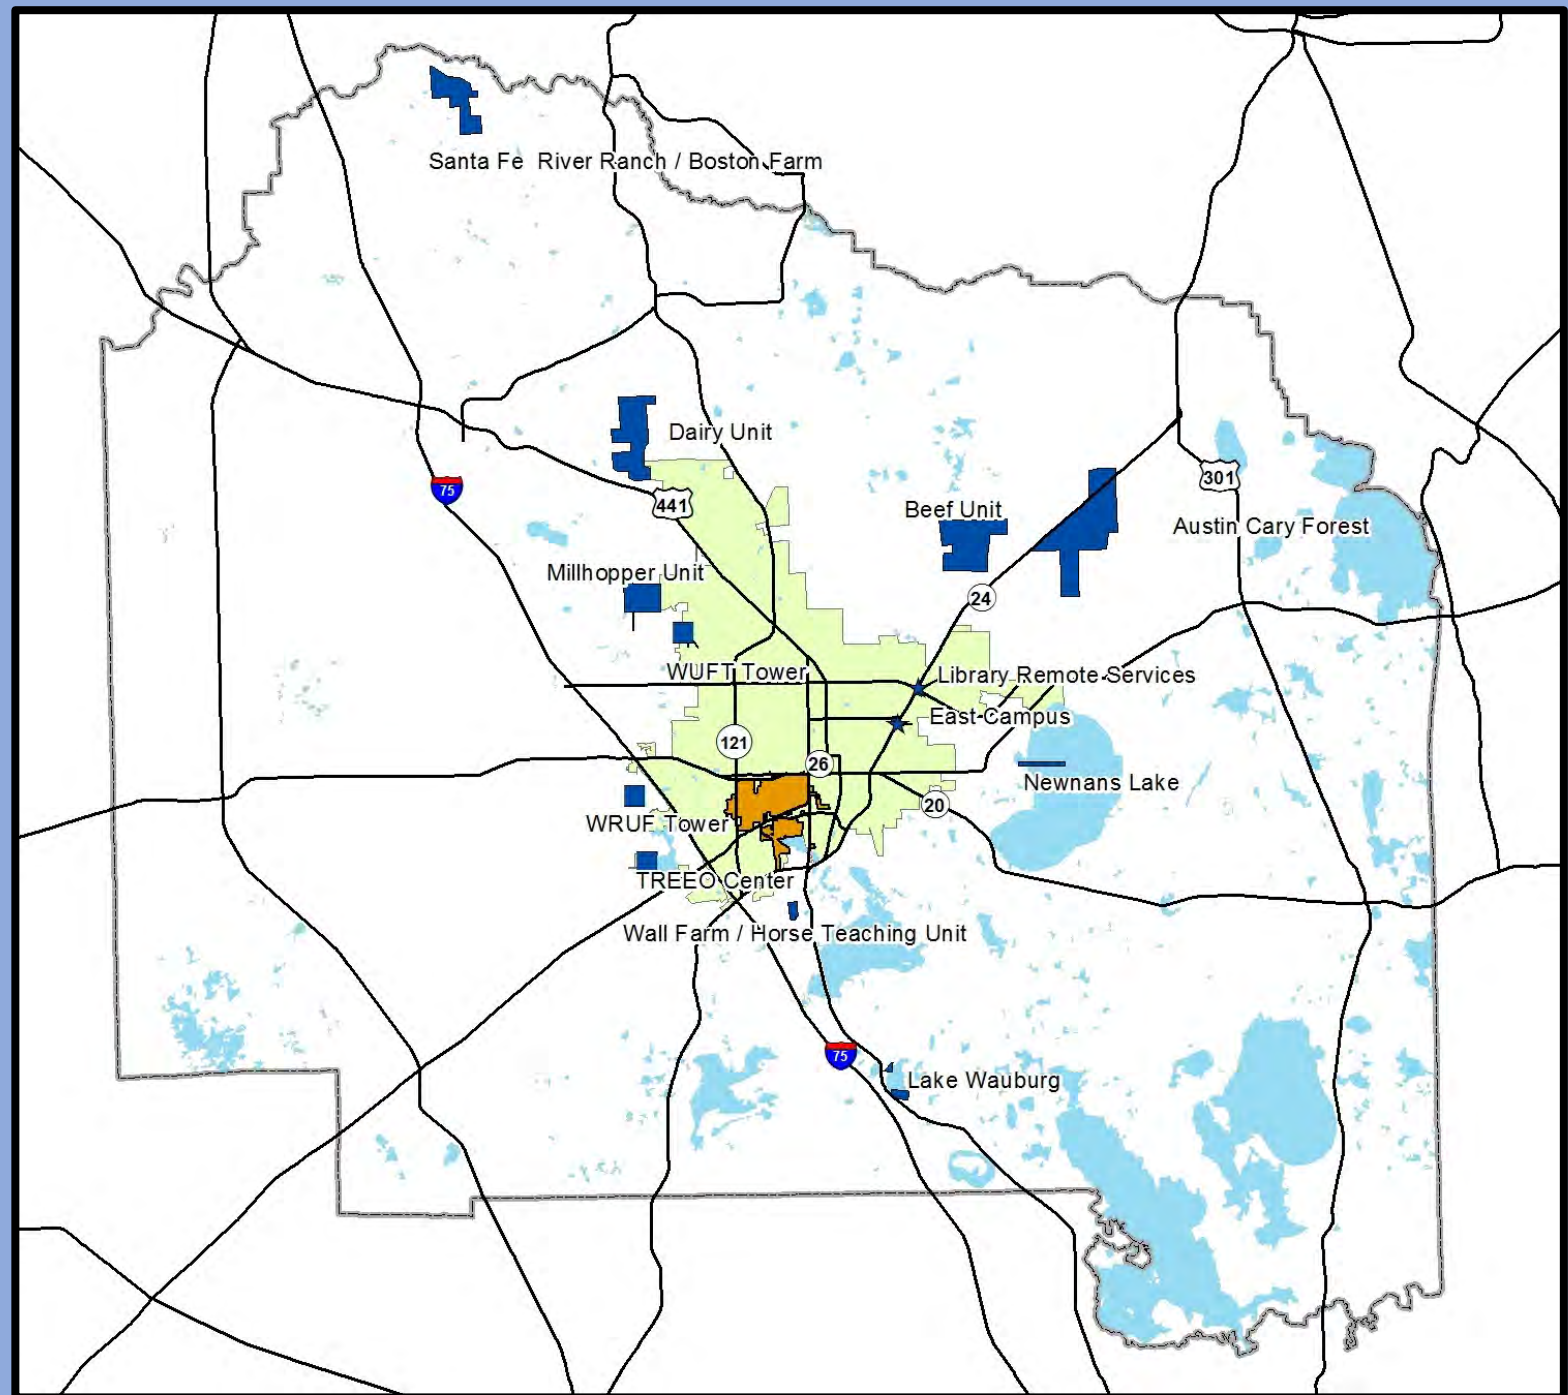 Santa Fe River Ranch / Boston Farm
Dairy Unit
75
441
301
Beef Unit
Austin Cary Forest
Millhopper Unit
24
WUFT Tower
Library Remote Services
East Campus
121
26
Newnans Lake
20
WRUF Tower
TREEO Center
Wall Farm / Horse Teaching Unit
75
Lake Wauburg